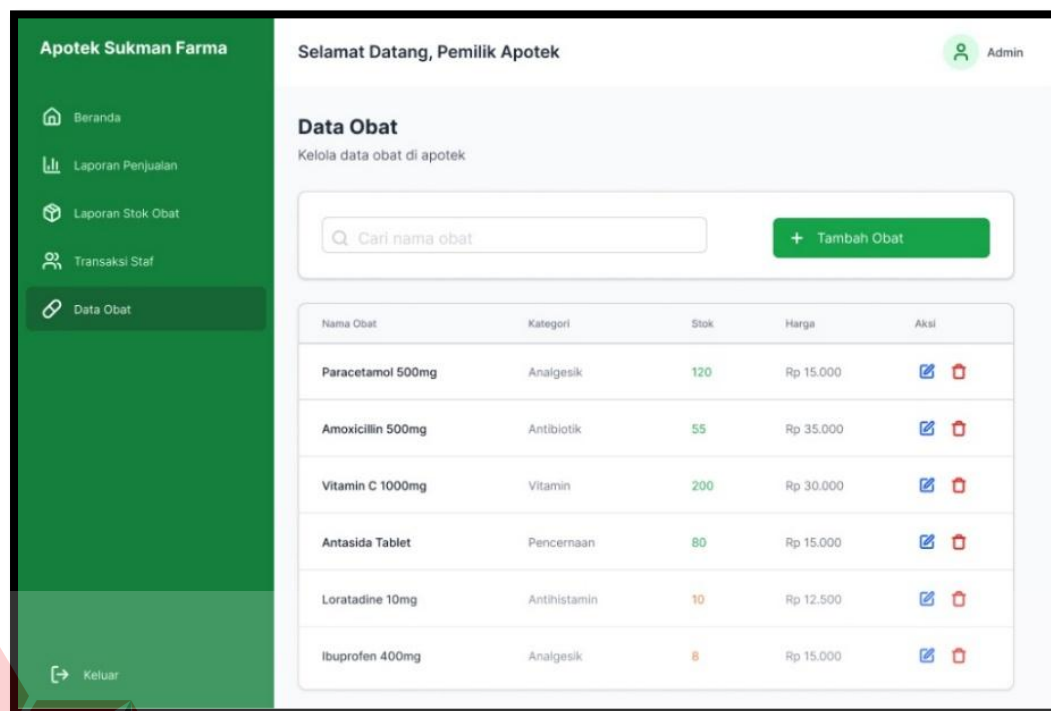 Apotek Sukman Farma
Selamat Datang, Pemilik Apotek
Admin
Beranda
Laporan Penjualan
Laporan Stok Obat
Transaksi Staf
Data Obat
Keluar
Data Obat
Kelola data obat di apotek
Cari nama obat
+ Tambah Obat
Nama Obat Kategori Stok Harga Aksi
Paracetamol 500mg Analgesik 120 Rp 15.000
Amoxicillin 500mg Antibiotik 55 Rp 35.000
Vitamin C 1000mg Vitamin 200 Rp 30.000
Antasida Tablet Pencernaan 80 Rp 15.000
Loratadine 10mg Antihistamin 10 Rp 12.500
Ibuprofen 400mg Analgesik 8 Rp 15.000